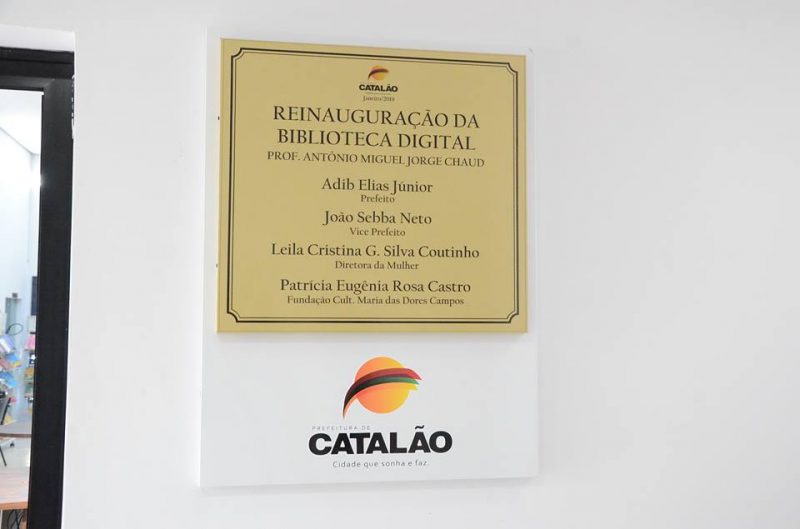 CATALÃO
Janeiro/2018
REINAUGURAÇÃO DA
BIBLIOTECA DIGITAL
PROF. ANTÔNIO MIGUEL JORGE CHAUD
Adib Elias Júnior
Prefeito
João Sebba Neto
Vice Prefeito
Leila Cristina G. Silva Coutinho
Diretora da Mulher
Patrícia Eugênia Rosa Castro
Fundação Cult. Maria das Dores Campos
PREFEITURA DE
CATALÃO
Cidade que sonha e faz.